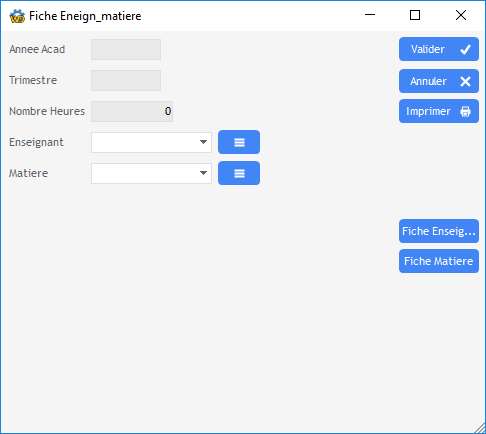 Fiche Eneign_matiere
Annee Acad
Valider
Trimestre
Annuler
Nombre Heures 0
Imprimer
Enseignant
Matiere
Fiche Enseig...
Fiche Matiere